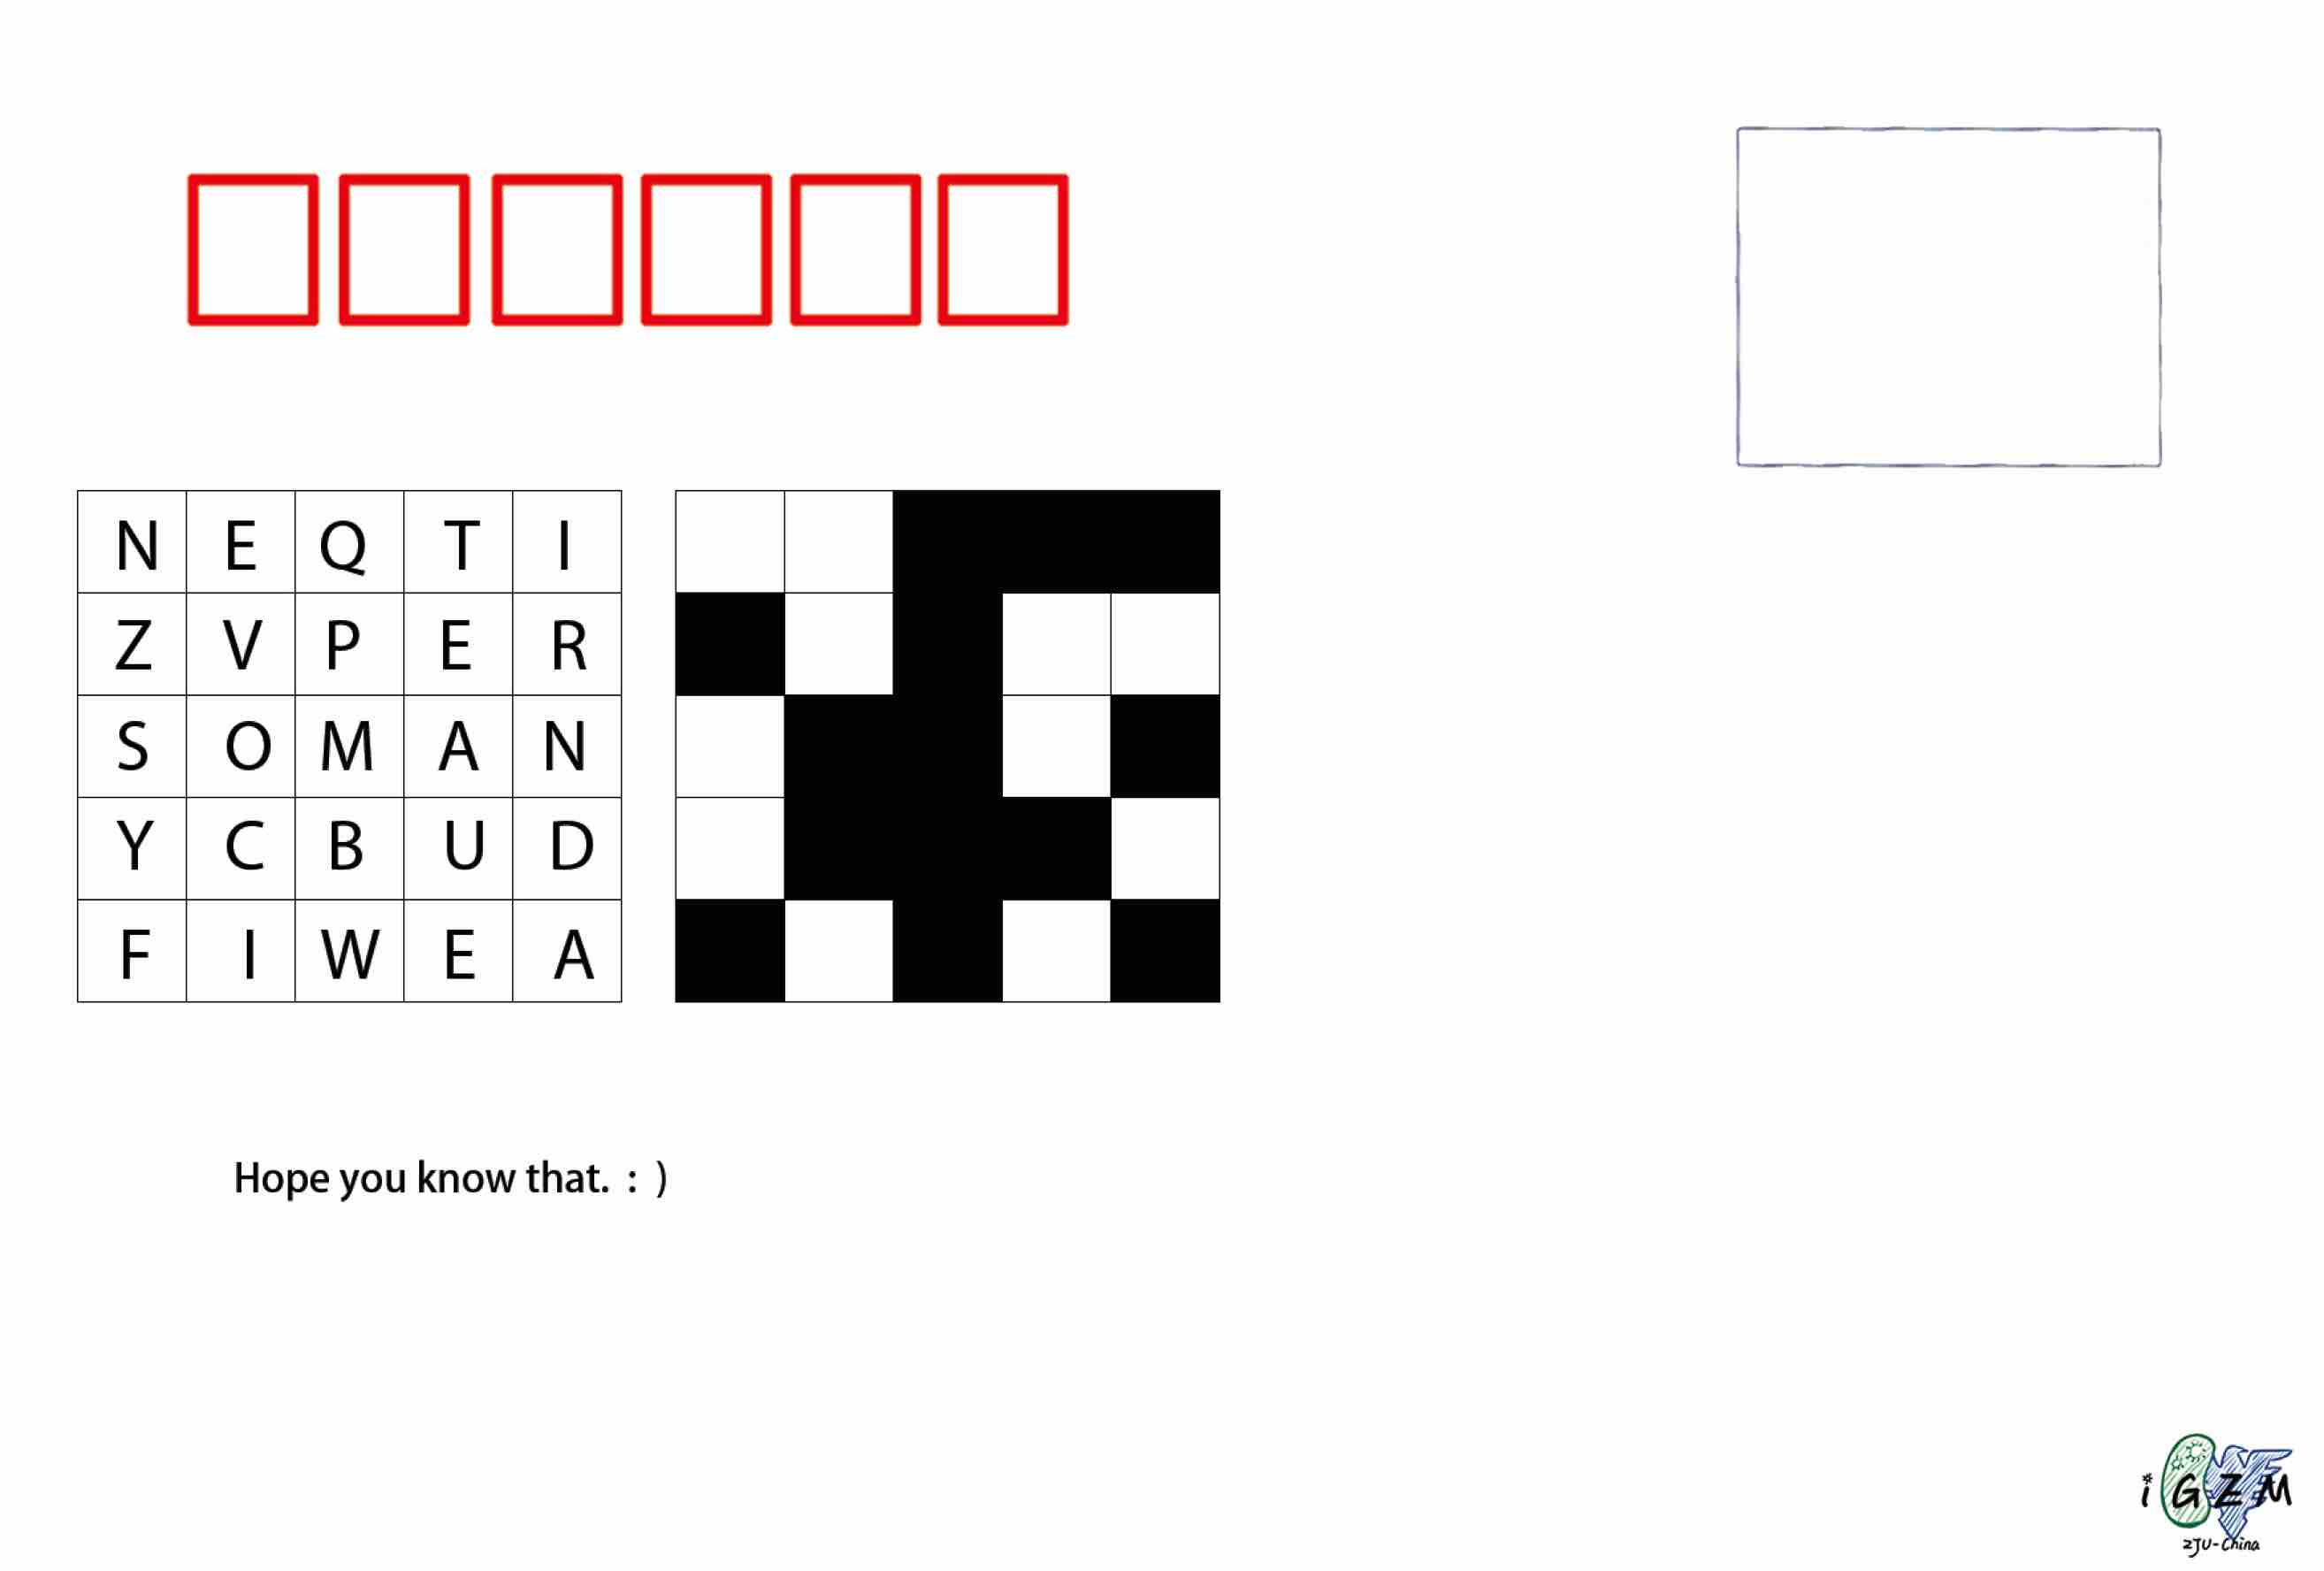 N E Q T I
Z V P E R
S O M A N
Y C B U D
F I W E A
Hope you know that. : )
iGZM
ZJU-China